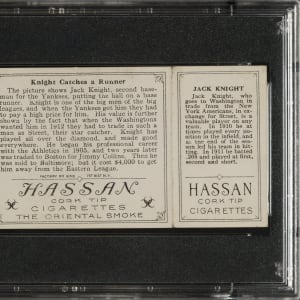 Knight Catches a Runner
The picture shows Jack Knight, second base-
man for the Yankees, putting the ball on a base
runner. Knight is one of the big men of the big
leagues, and when the Yankees got him they had
to pay a high price for him. His value is further
shown by the fact that when the Washingtons
wanted him in 1912 they had to trade in such a
man as Street, their star catcher. Knight has
played all over the diamond, and made good
everywhere. He began his professional career
with the Athletics in 1905, and two years later
was traded to Boston for Jimmy Collins. Then he
was sold to Baltimore; but it cost $4,000 to get
him away from the Eastern League.
HASSAN
CORK TIP
CIGARETTES
THE ORIENTAL SMOKE
JACK KNIGHT
Jack Knight, who
goes to Washington in
trade from the New
York Americans, in ex-
change for Street, is a
valuable player on any
team. In 1910 he at
times played every po-
sition in the infield, and
at the end of the sea-
son led his team in hit-
ting. In 1911 he batted
.268 and played at first,
second and short.
HASSAN
CORK TIP
CIGARETTES